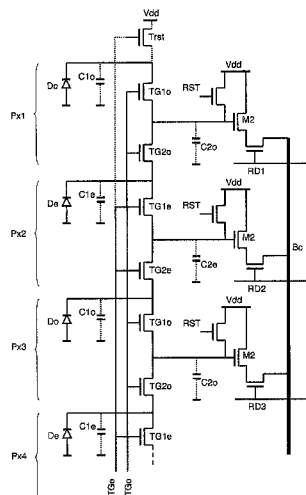 Vdd
Trst
Do
C1o
TG1o
Vdd
RST
M2
Px1
TG2o
C2o
RD1
De
C1e
TG1e
Vdd
RST
M2
Bc
Px2
TG2e
C2e
RD2
Do
C1o
TG1o
Vdd
RST
M2
Px3
TG2o
C2o
RD3
De
C1e
TG1e
Px4
TGe
TGo